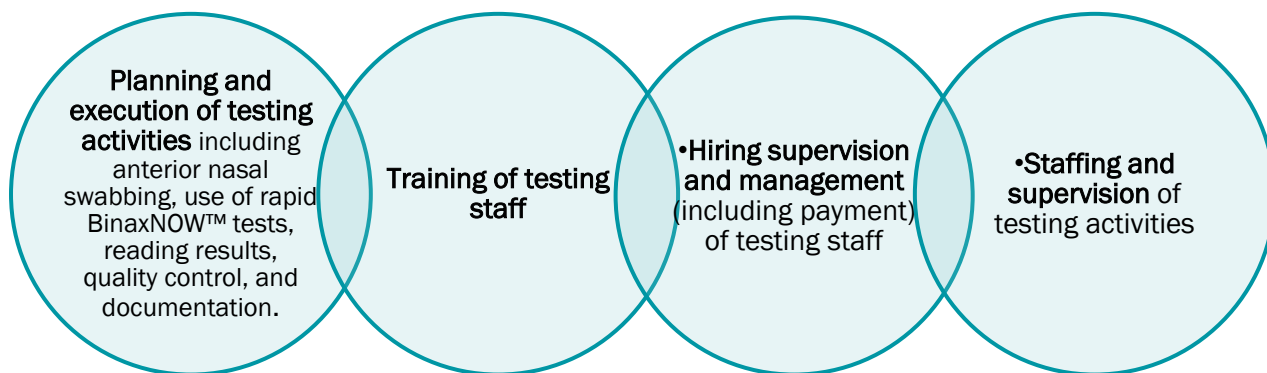 Planning and
execution of testing
activities including
anterior nasal
swabbing, use of rapid
BinaxNOW™ tests,
reading results,
quality control, and
documentation.
Training of testing
staff
•Hiring supervision
and management
(including payment)
of testing staff
•Staffing and
supervision of
testing activities